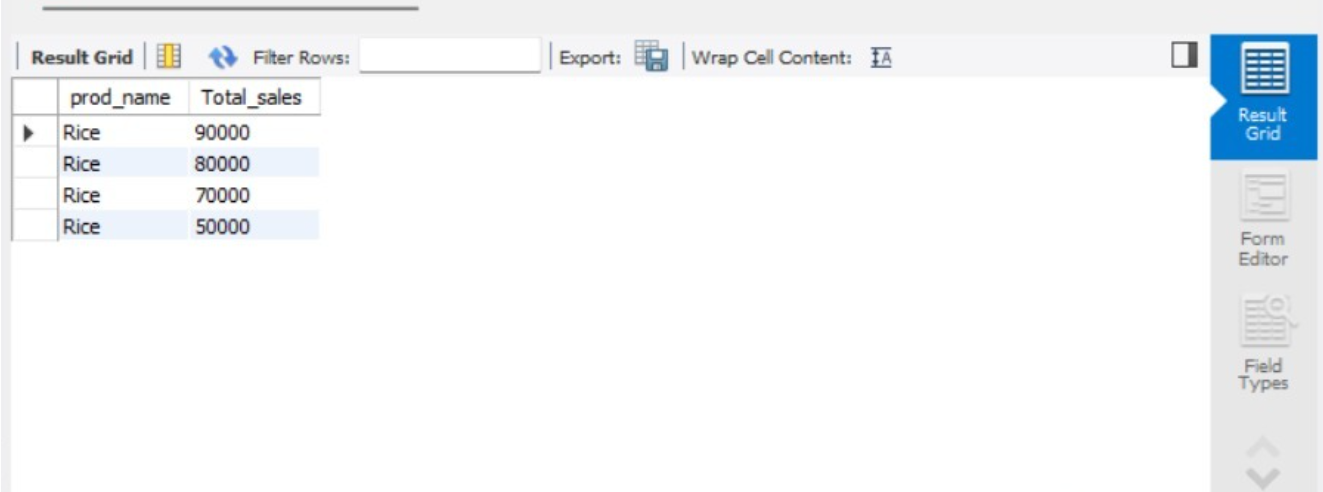 Result Grid Filter Rows: Export: Wrap Cell Content: IA
prod_name Total_sales
Rice 90000
Rice 80000
Rice 70000
Rice 50000
Result
Grid
Form
Editor
Field
Types